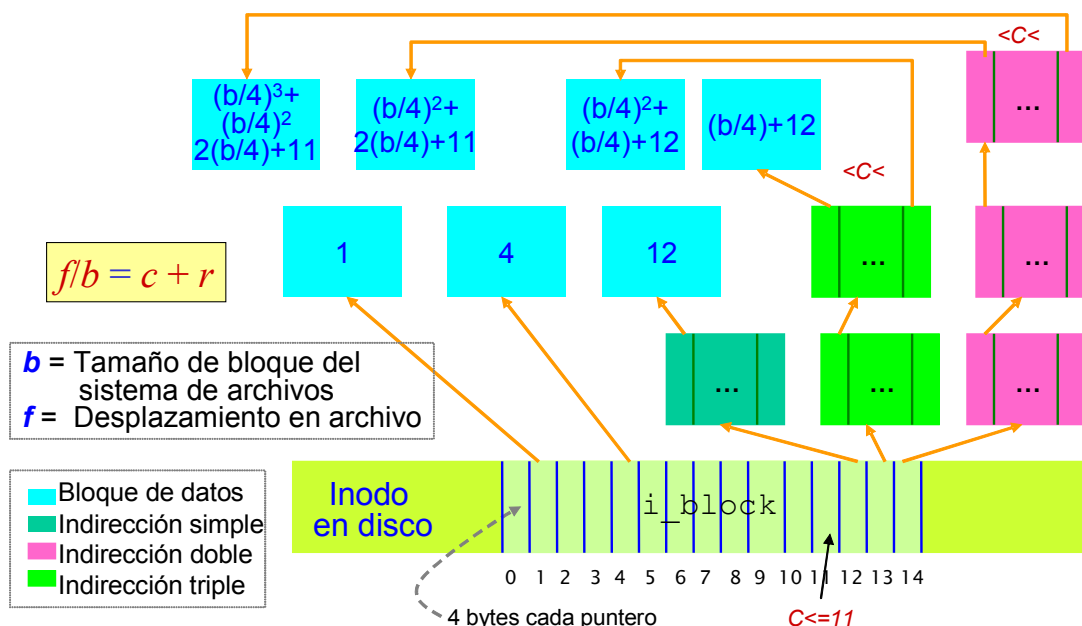 <C<
(b/4)³+
(b/4)²
2(b/4)+11
(b/4)²+
2(b/4)+11
(b/4)²+
(b/4)+12
(b/4)+12
...
<C<
1
4
12
...
...
f/b = c + r
b = Tamaño de bloque del
sistema de archivos
f = Desplazamiento en archivo
...
...
...
Bloque de datos
Indirección simple
Indirección doble
Indirección triple
Inodo
en disco
i_block
0 1 2 3 4 5 6 7 8 9 10 11 12 13 14
4 bytes cada puntero
C<=11